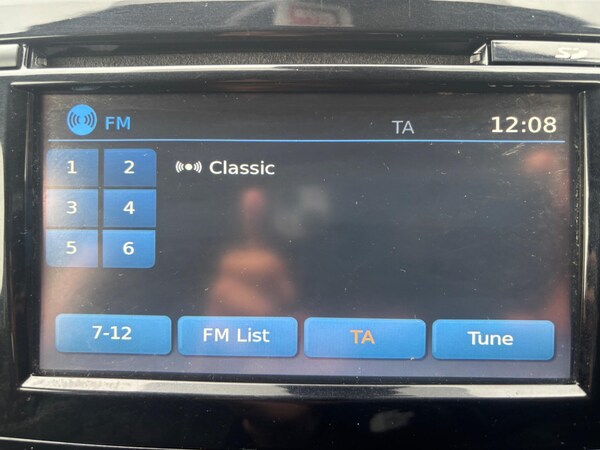 SD
FM TA 12:08
1 2 Classic
3 4
5 6
7-12 FM List TA Tune